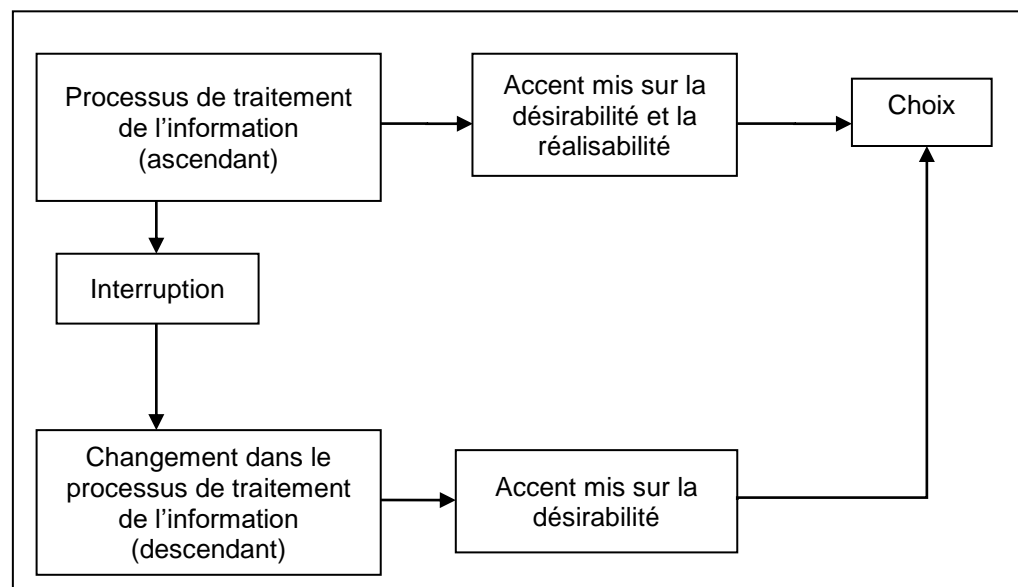 Processus de traitement
de l’information
(ascendant)
Accent mis sur la
désirabilité et la
réalisabilité
Choix
Interruption
Changement dans le
processus de traitement
de l’information
(descendant)
Accent mis sur la
désirabilité